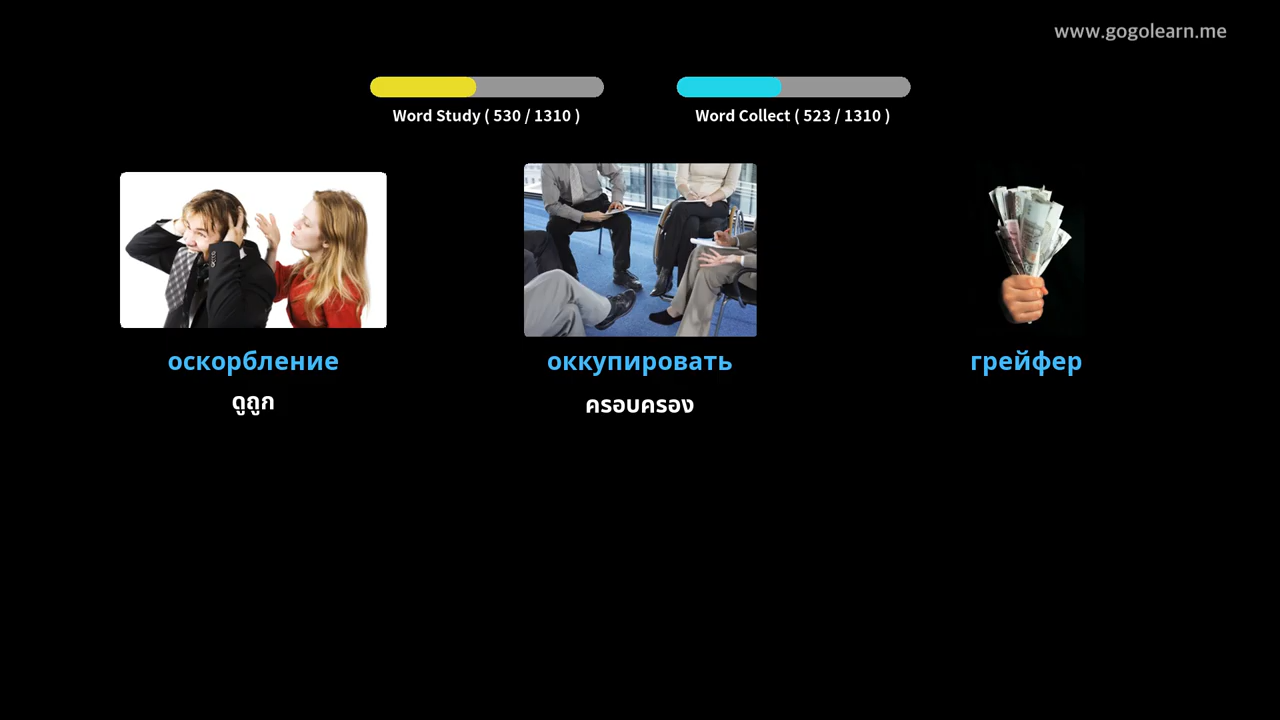 www.gogolearn.me
Word Study ( 530 / 1310 )
Word Collect ( 523 / 1310 )
оскорбление
ดูถูก
оккупировать
ครอบครอง
грейфер